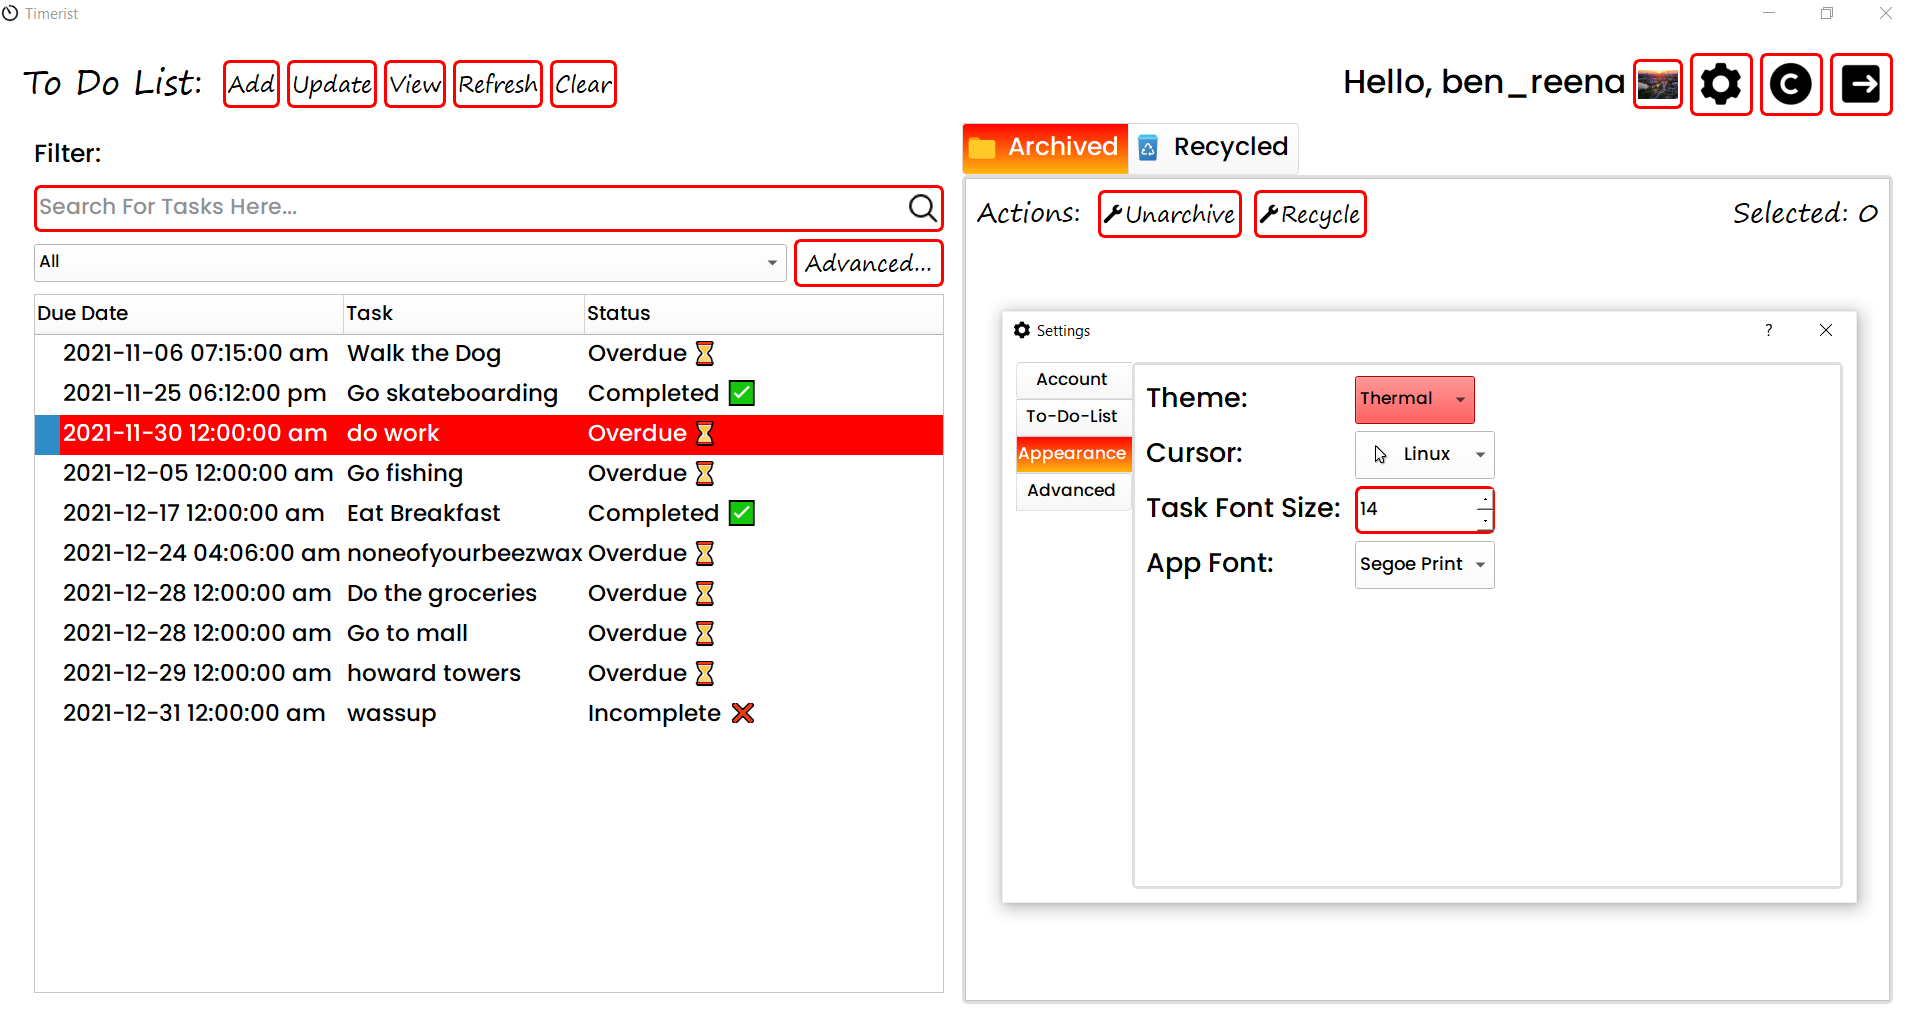 Timerist
To Do List: Add Update View Refresh Clear
Hello, ben_reena
Filter:
Search For Tasks Here...
All Advanced...
Due Date Task Status
2021-11-06 07:15:00 am Walk the Dog Overdue
2021-11-25 06:12:00 pm Go skateboarding Completed
2021-11-30 12:00:00 am do work Overdue
2021-12-05 12:00:00 am Go fishing Overdue
2021-12-17 12:00:00 am Eat Breakfast Completed
2021-12-24 04:06:00 am noneofyourbeezwax Overdue
2021-12-28 12:00:00 am Do the groceries Overdue
2021-12-28 12:00:00 am Go to mall Overdue
2021-12-29 12:00:00 am howard towers Overdue
2021-12-31 12:00:00 am wassup Incomplete
Archived Recycled
Actions: Unarchive Recycle Selected: 0
Settings ?
Account
To-Do-List
Appearance
Advanced
Theme: Thermal
Cursor: Linux
Task Font Size: 14
App Font: Segoe Print